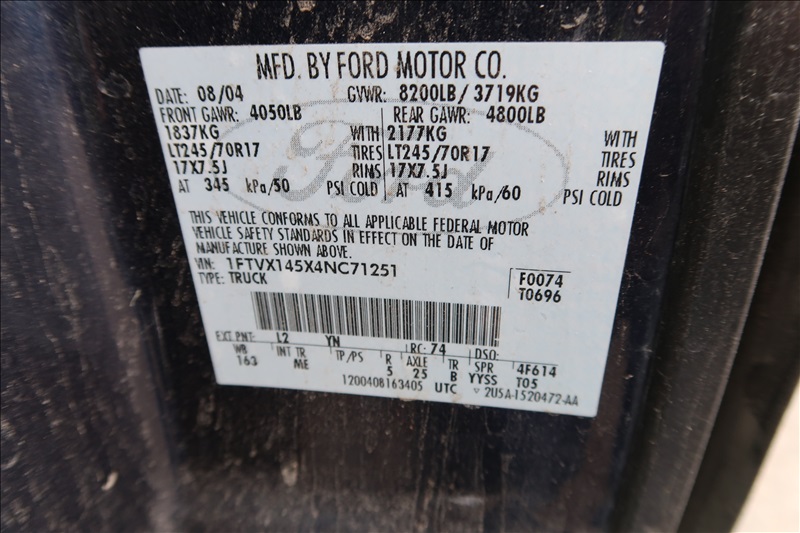 MFD. BY FORD MOTOR CO.
DATE: 08/04 GVWR: 8200LB/ 3719KG
FRONT GAWR: 4050LB REAR GAWR: 4800LB
1837KG WITH 2177KG WITH
LT245/70R17 TIRES LT245/70R17 TIRES
17X7.5J RIMS 17X7.5J RIMS
AT 345 kPa/50 PSI COLD AT 415 kPa/60 PSI COLD
Ford
THIS VEHICLE CONFORMS TO ALL APPLICABLE FEDERAL MOTOR
VEHICLE SAFETY STANDARDS IN EFFECT ON THE DATE OF
MANUFACTURE SHOWN ABOVE.
VIN: 1FTVX145X4NC71251 F0074
TYPE: TRUCK T0696
EXT PNT: L2 YN RC: 74 DSO:
WB INT TR TP/PS R AXLE TR SPR 4F614
163 ME 5 25 B YYSS T05
1200408163405 UTC ▽ 2U5A-1520472-AA